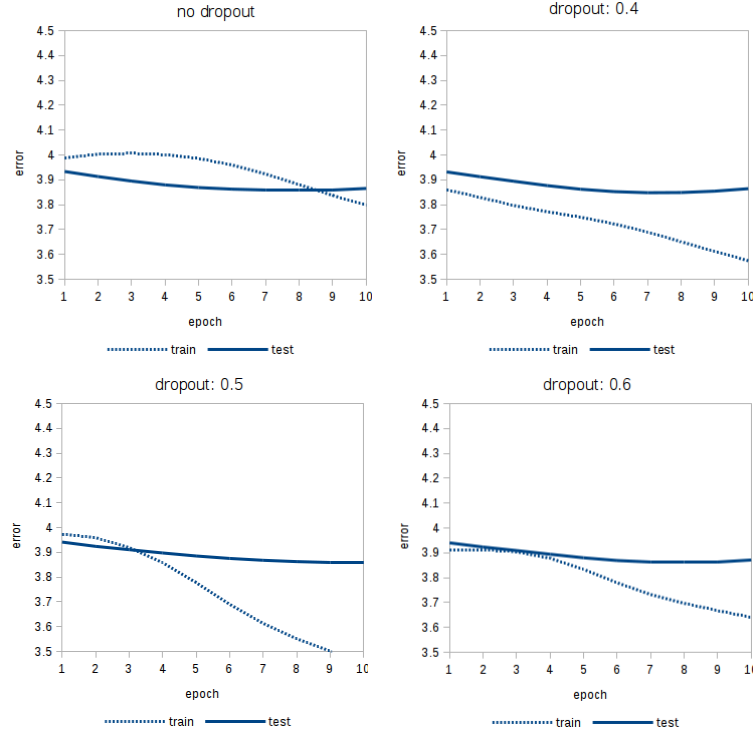 no dropout
4.5
4.4
4.3
4.2
4.1
4
3.9
3.8
3.7
3.6
3.5
error
1 2 3 4 5 6 7 8 9 10
epoch
train test
dropout: 0.4
4.5
4.4
4.3
4.2
4.1
4
3.9
3.8
3.7
3.6
3.5
error
1 2 3 4 5 6 7 8 9 10
epoch
train test
dropout: 0.5
4.5
4.4
4.3
4.2
4.1
4
3.9
3.8
3.7
3.6
3.5
error
1 2 3 4 5 6 7 8 9 10
epoch
train test
dropout: 0.6
4.5
4.4
4.3
4.2
4.1
4
3.9
3.8
3.7
3.6
3.5
error
1 2 3 4 5 6 7 8 9 10
epoch
train test